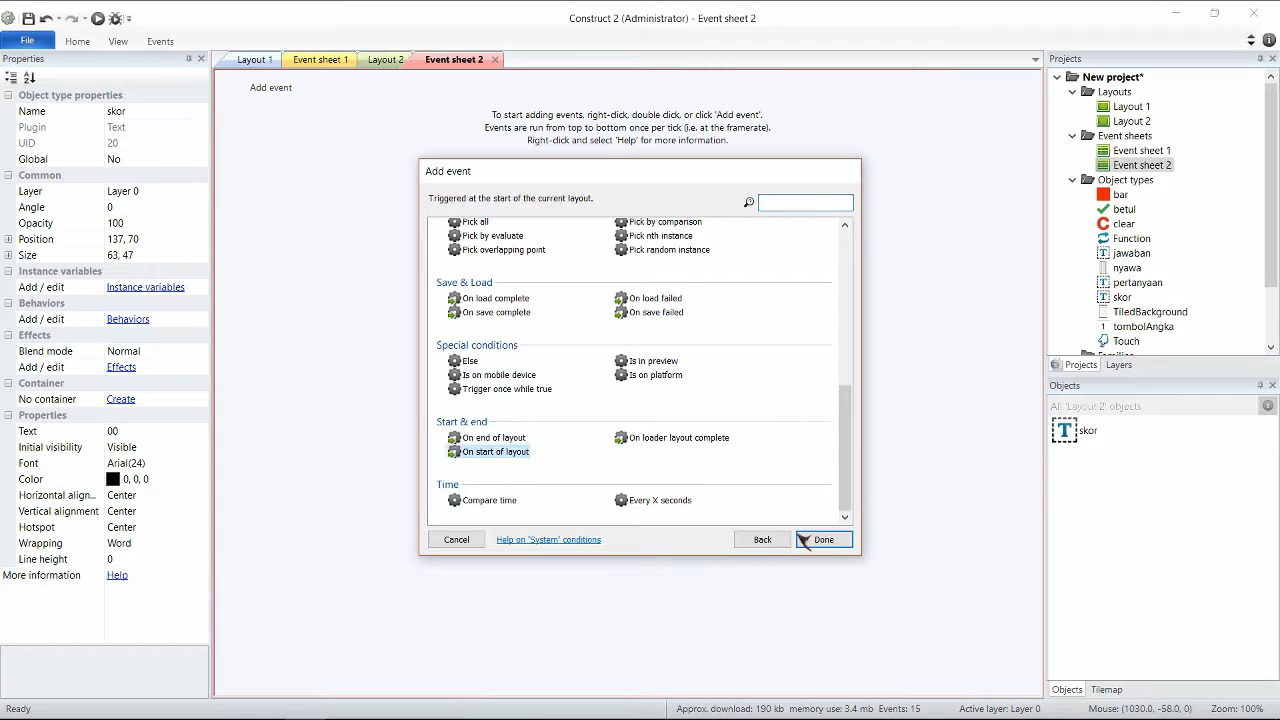 Construct 2 (Administrator) - Event sheet 2
File
Home
View
Events
Properties
Object type properties
Name skor
Plugin Text
UID 20
Global No
Common
Layer Layer 0
Angle 0
Opacity 100
Position 137, 70
Size 63, 47
Instance variables
Add / edit Instance variables
Behaviors
Add / edit Behaviors
Effects
Blend mode Normal
Add / edit Effects
Container
No container Create
Properties
Text 00
Initial visibility Visible
Font Arial(24)
Color 0, 0, 0
Horizontal align... Center
Vertical alignment Center
Hotspot Center
Wrapping Word
Line height 0
More information Help
Layout 1
Event sheet 1
Layout 2
Event sheet 2
Add event
To start adding events, right-click, double click, or click 'Add event'.
Events are run from top to bottom once per tick (i.e. at the framerate).
Right-click and select 'Help' for more information.
Add event
Triggered at the start of the current layout.
Pick all Pick by comparison
Pick by evaluate Pick nth instance
Pick overlapping point Pick random instance
Save & Load
On load complete On load failed
On save complete On save failed
Special conditions
Else Is in preview
Is on mobile device Is on platform
Trigger once while true
Start & end
On end of layout On loader layout complete
On start of layout
Time
Compare time Every X seconds
Cancel
Help on 'System' conditions
Back
Done
Projects
New project*
Layouts
Layout 1
Layout 2
Event sheets
Event sheet 1
Event sheet 2
Object types
bar
betul
clear
Function
jawaban
nyawa
pertanyaan
skor
TiledBackground
tombolAngka
Touch
Projects Layers
Objects
All 'Layout 2' objects
skor
Objects Tilemap
Ready
Approx. download: 190 kb memory use: 3.4 mb Events: 15
Active layer: Layer 0
Mouse: (1030.0, -58.0, 0)
Zoom: 100%